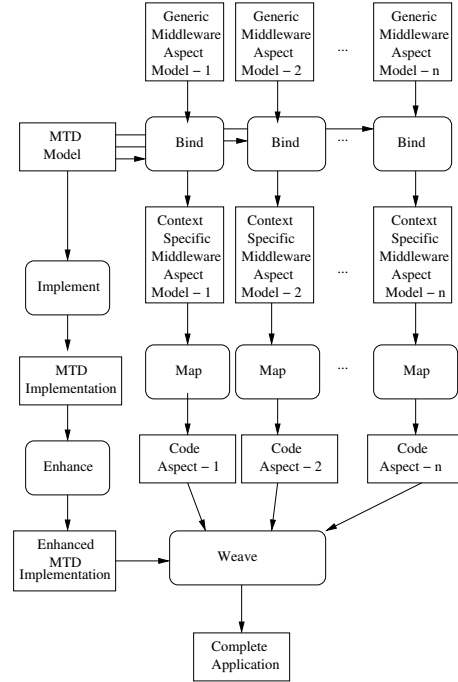 Generic
Middleware
Aspect
Model − 1
Generic
Middleware
Aspect
Model − 2
...
Generic
Middleware
Aspect
Model − n
MTD
Model
Bind
Bind
...
Bind
Context
Specific
Middleware
Aspect
Model − 1
Context
Specific
Middleware
Aspect
Model − 2
...
Context
Specific
Middleware
Aspect
Model − n
Implement
MTD
Implementation
Map
Map
...
Map
Enhance
Code
Aspect − 1
Code
Aspect − 2
Code
Aspect − n
Enhanced
MTD
Implementation
Weave
Complete
Application